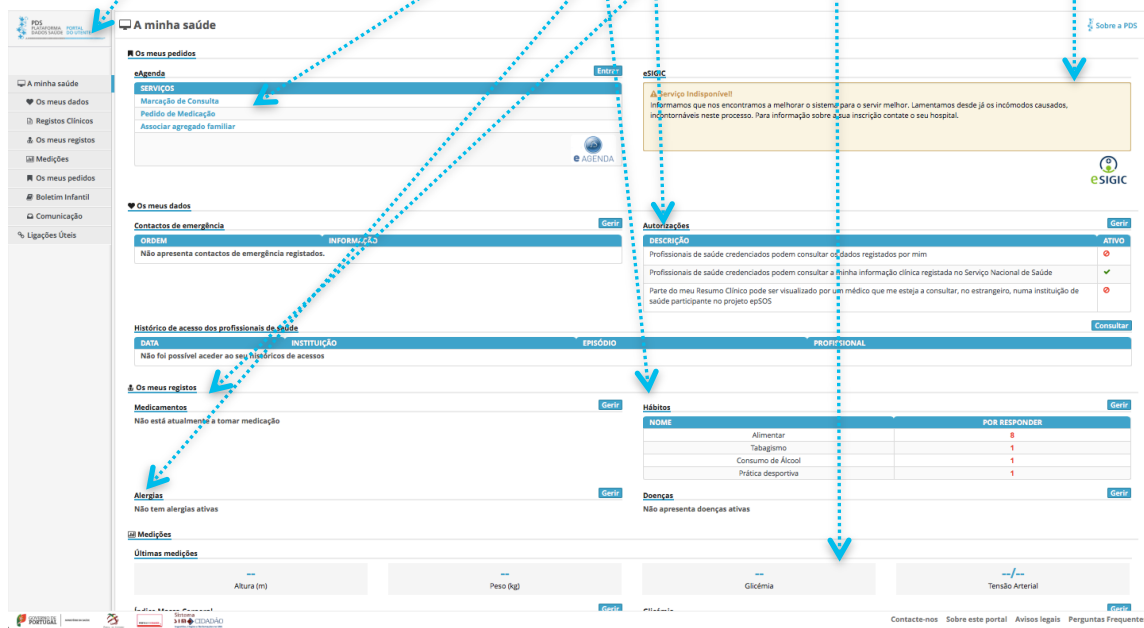 PDS
PLATAFORMA
DADOS SAÚDE
PORTAL
DO UTENTE
A minha saúde
Sobre a PDS
A minha saúde
Os meus dados
Registos Clínicos
Os meus registos
Medições
Os meus pedidos
Boletim Infantil
Comunicação
Ligações Úteis
Os meus pedidos
eAgenda
Entrar
SERVIÇOS
Marcação de Consulta
Pedido de Medicação
Associar agregado familiar
e AGENDA
eSIGIC
Serviço Indisponível!
Informamos que nos encontramos a melhorar o sistema para o servir melhor. Lamentamos desde já os incómodos causados,
incontornáveis neste processo. Para informação sobre a sua inscrição contate o seu hospital.
eSIGIC
Os meus dados
Contactos de emergência
Gerir
ORDEM INFORMAÇÃO
Não apresenta contactos de emergência registados.
Autorizações
Gerir
DESCRIÇÃO ATIVO
Profissionais de saúde credenciados podem consultar os dados registados por mim
Profissionais de saúde credenciados podem consultar a minha informação clínica registada no Serviço Nacional de Saúde
Parte do meu Resumo Clínico pode ser visualizado por um médico que me esteja a consultar, no estrangeiro, numa instituição de
saúde participante no projeto epSOS
Histórico de acesso dos profissionais de saúde
Consultar
DATA INSTITUIÇÃO EPISÓDIO PROFISSIONAL
Não foi possível aceder ao seu históricos de acessos
Os meus registos
Medicamentos
Gerir
Não está atualmente a tomar medicação
Hábitos
Gerir
NOME POR RESPONDER
Alimentar 8
Tabagismo 1
Consumo de Álcool 1
Prática desportiva 1
Alergias
Gerir
Não tem alergias ativas
Doenças
Gerir
Não apresenta doenças ativas
Medições
Últimas medições
--
Altura (m)
--
Peso (kg)
--
Glicémia
--/--
Tensão Arterial
Gerir
Glicémia
Gerir
GOVERNO DE
PORTUGAL
Sistema
SIM CIDADÃO
Contacte-nos Sobre este portal Avisos legais Perguntas Frequente